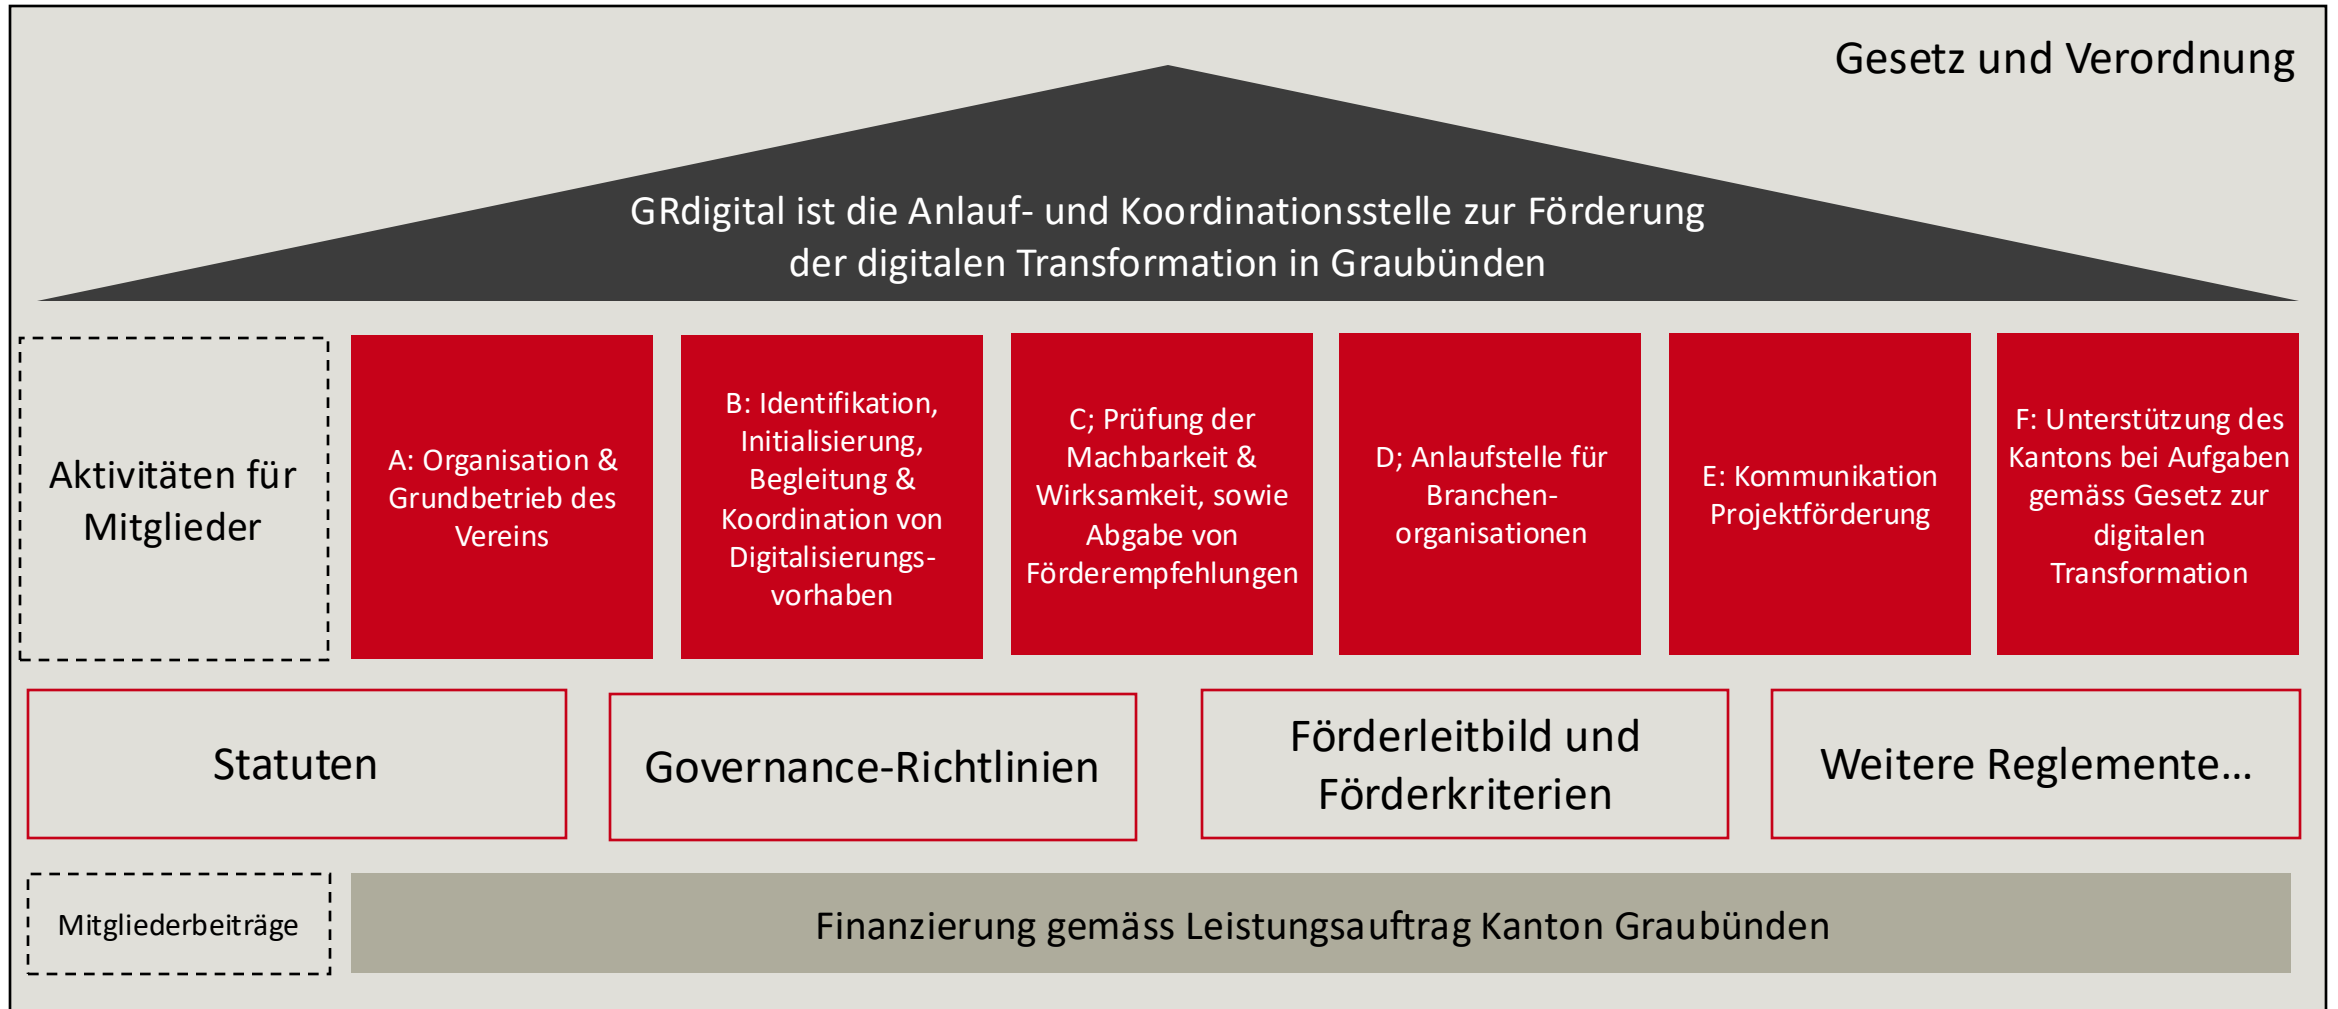 Gesetz und Verordnung
GRdigital ist die Anlauf- und Koordinationsstelle zur Förderung
der digitalen Transformation in Graubünden
Aktivitäten für
Mitglieder
A: Organisation &
Grundbetrieb des
Vereins
B: Identifikation,
Initialisierung,
Begleitung &
Koordination von
Digitalisierungs-
vorhaben
C; Prüfung der
Machbarkeit &
Wirksamkeit, sowie
Abgabe von
Förderempfehlungen
D; Anlaufstelle für
Branchen-
organisationen
E: Kommunikation
Projektförderung
F: Unterstützung des
Kantons bei Aufgaben
gemäss Gesetz zur
digitalen
Transformation
Statuten
Governance-Richtlinien
Förderleitbild und
Förderkriterien
Weitere Reglemente...
Mitgliederbeiträge
Finanzierung gemäss Leistungsauftrag Kanton Graubünden